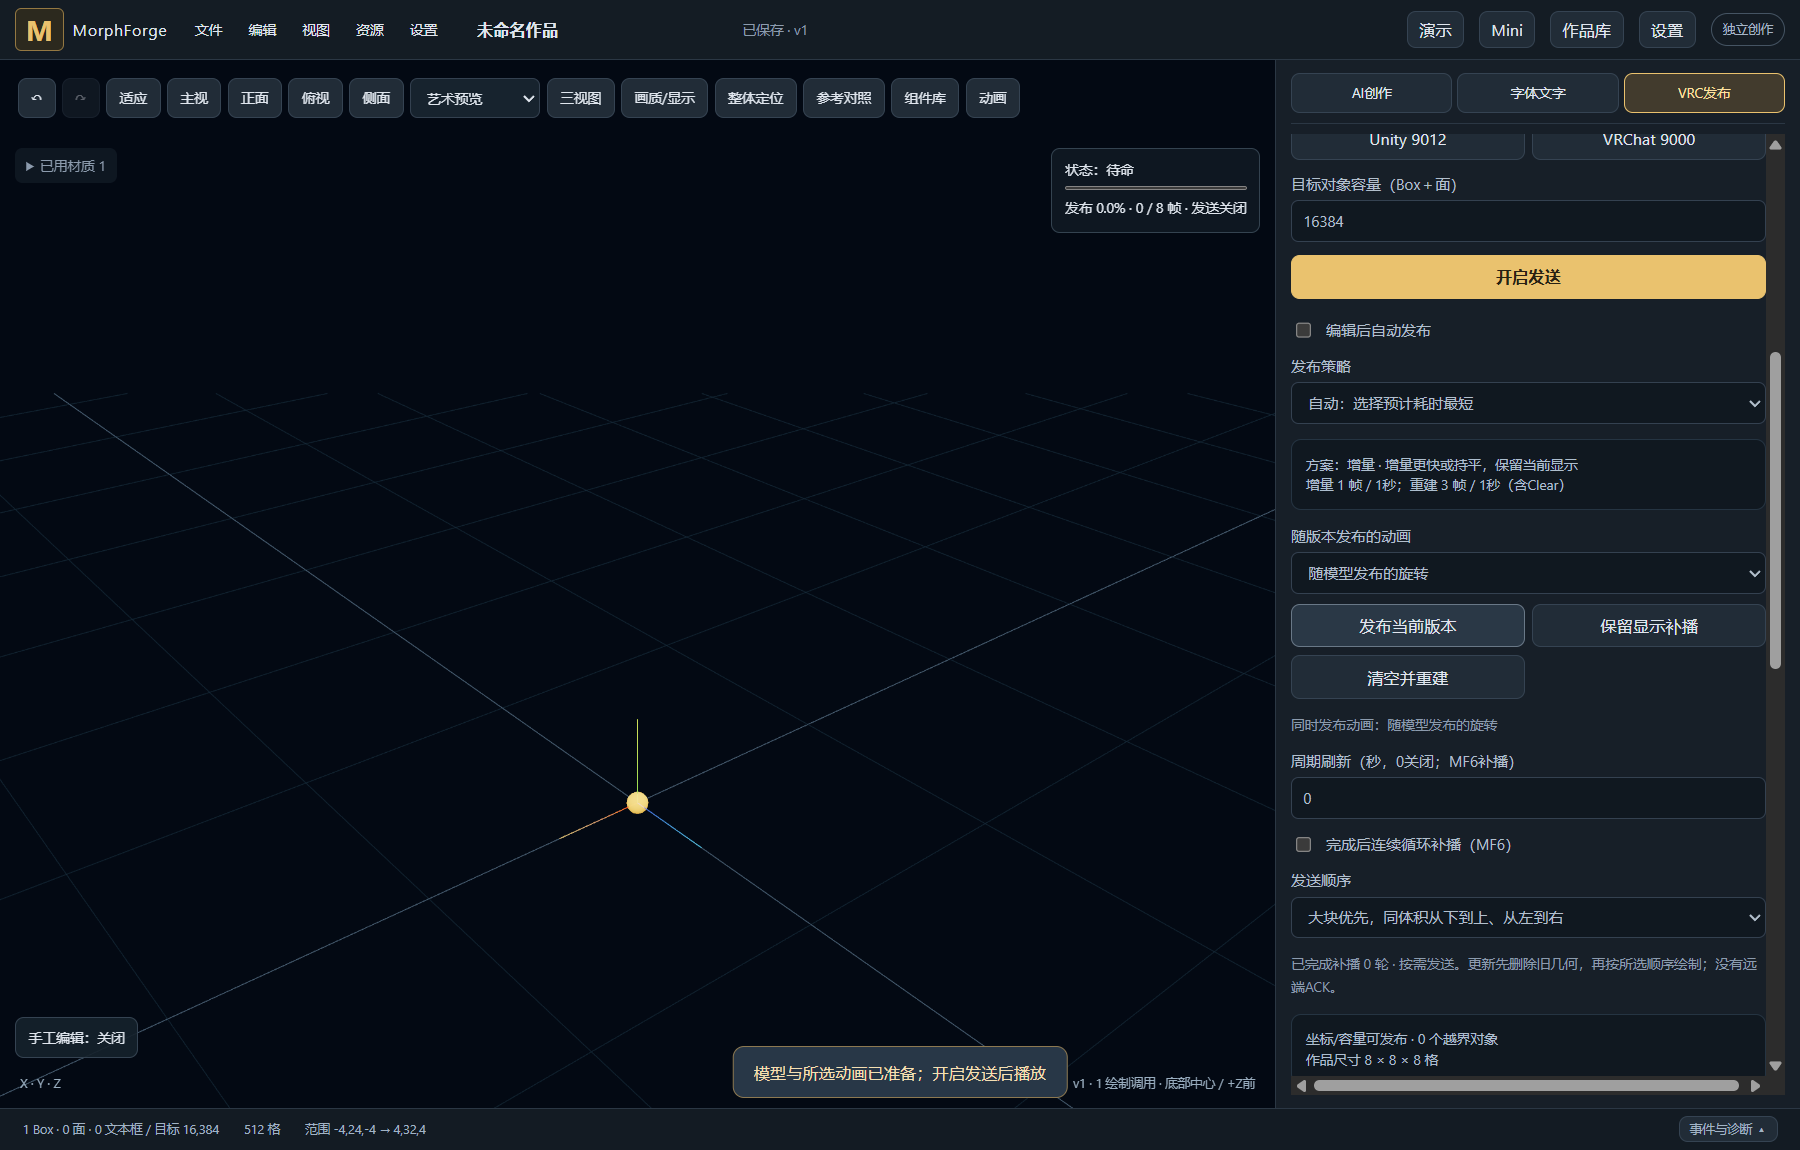 M MorphForge 文件 编辑 视图 资源 设置 未命名作品 已保存 · v1 演示 Mini 作品库 设置 独立创作
适应 主视 正面 俯视 侧面 艺术预览 三视图 画质/显示 整体定位 参考对照 组件库 动画
AI创作 字体文字 VRC发布
已用材质 1
状态：待命
发布 0.0% · 0 / 8 帧 · 发送关闭
Unity 9012 VRChat 9000
目标对象容量（Box + 面）
16384
开启发送
编辑后自动发布
发布策略
自动：选择预计耗时最短
方案：增量 · 增量更快或持平，保留当前显示
增量 1 帧 / 1秒；重建 3 帧 / 1秒（含Clear）
随版本发布的动画
随模型发布的旋转
发布当前版本 保留显示补播
清空并重建
同时发布动画：随模型发布的旋转
周期刷新（秒，0关闭；MF6补播）
0
完成后连续循环补播（MF6）
发送顺序
大块优先，同体积从下到上、从左到右
已完成补播 0 轮 · 按需发送。更新先删除旧几何，再按所选顺序绘制；没有远
端ACK。
坐标/容量可发布 · 0 个越界对象
作品尺寸 8 × 8 × 8 格
手工编辑：关闭
X · Y · Z
模型与所选动画已准备；开启发送后播放
v1 · 1 绘制调用 · 底部中心 / +Z前
1 Box · 0 面 · 0 文本框 / 目标 16,384 512 格 范围 -4,24,-4 → 4,32,4
事件与诊断